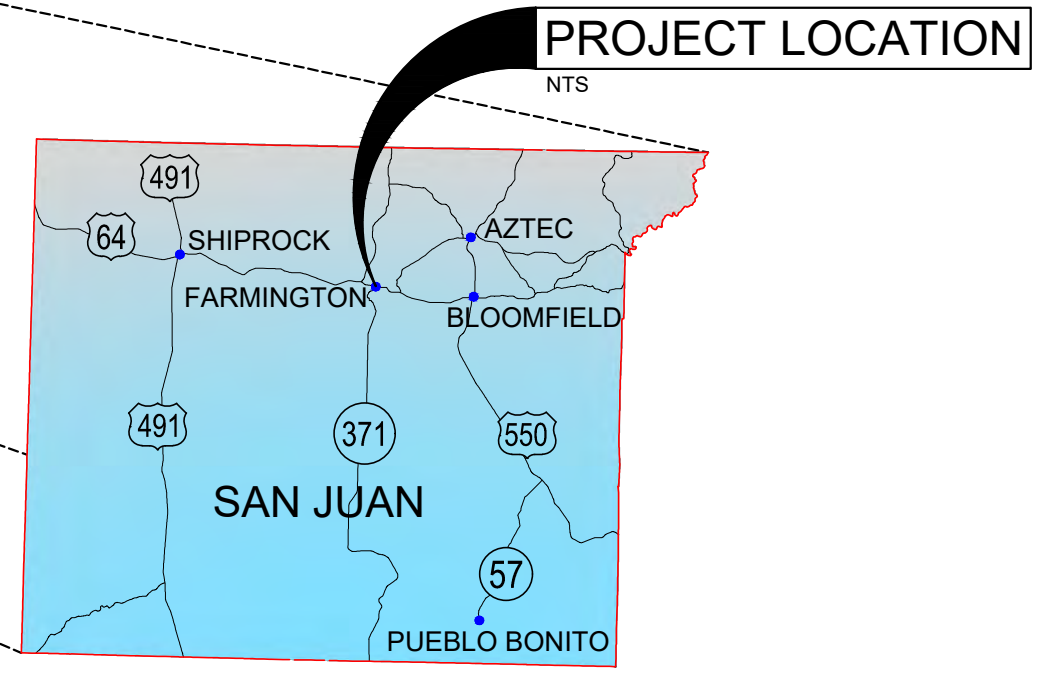 PROJECT LOCATION
NTS
491
64
SHIPROCK
AZTEC
FARMINGTON
BLOOMFIELD
491
371
550
SAN JUAN
57
PUEBLO BONITO